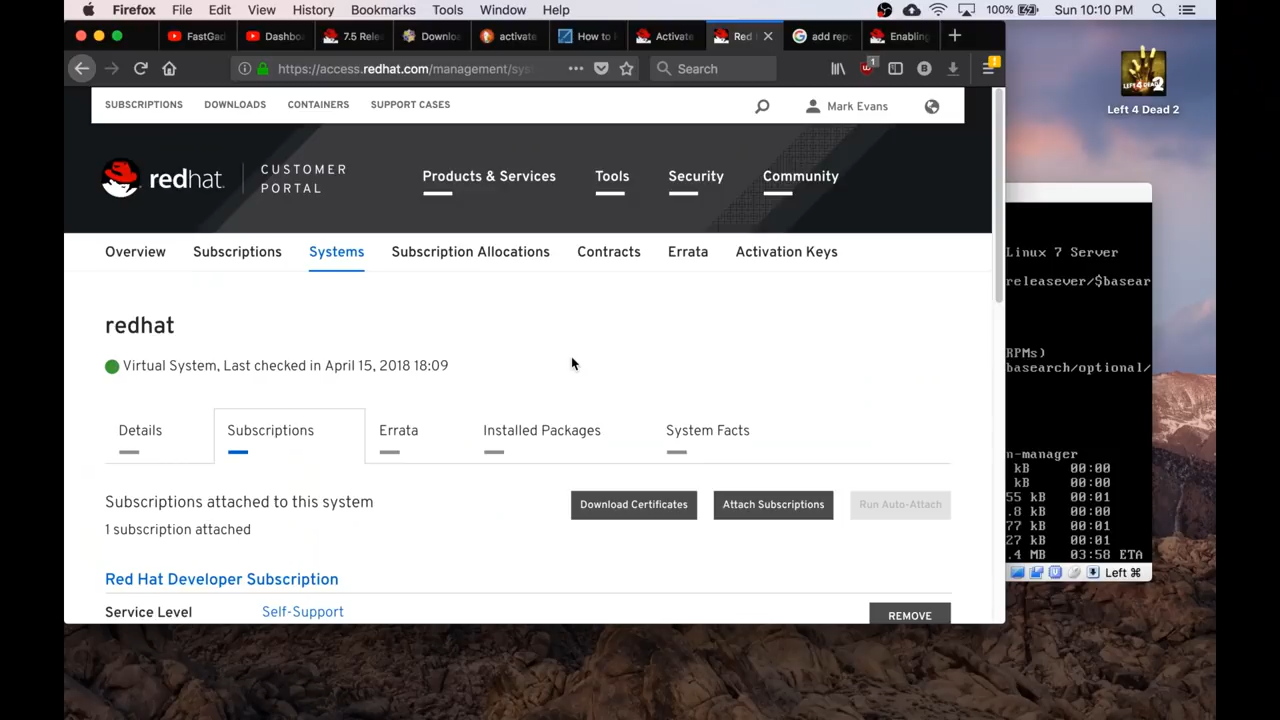 Firefox File Edit View History Bookmarks Tools Window Help 100% Sun 10:10 PM
FastGad Dashbo 7.5 Rele Downlo activate How to Activate Red H add rep Enabling
https://access.redhat.com/management/sys Search
SUBSCRIPTIONS DOWNLOADS CONTAINERS SUPPORT CASES Mark Evans
redhat. CUSTOMER PORTAL Products & Services Tools Security Community
Overview Subscriptions Systems Subscription Allocations Contracts Errata Activation Keys
redhat
Virtual System, Last checked in April 15, 2018 18:09
Details Subscriptions Errata Installed Packages System Facts
Subscriptions attached to this system Download Certificates Attach Subscriptions Run Auto-Attach
1 subscription attached
Red Hat Developer Subscription
Service Level Self-Support REMOVE
LEFT 4 DEAD 2
Left 4 Dead 2
Linux 7 Server
releasever/$basear
RPMs)
basearch/optional/
n-manager
kB 00:00
kB 00:00
55 kB 00:01
.8 kB 00:00
77 kB 00:01
27 kB 00:01
.4 MB 03:58 ETA
Left ⌘